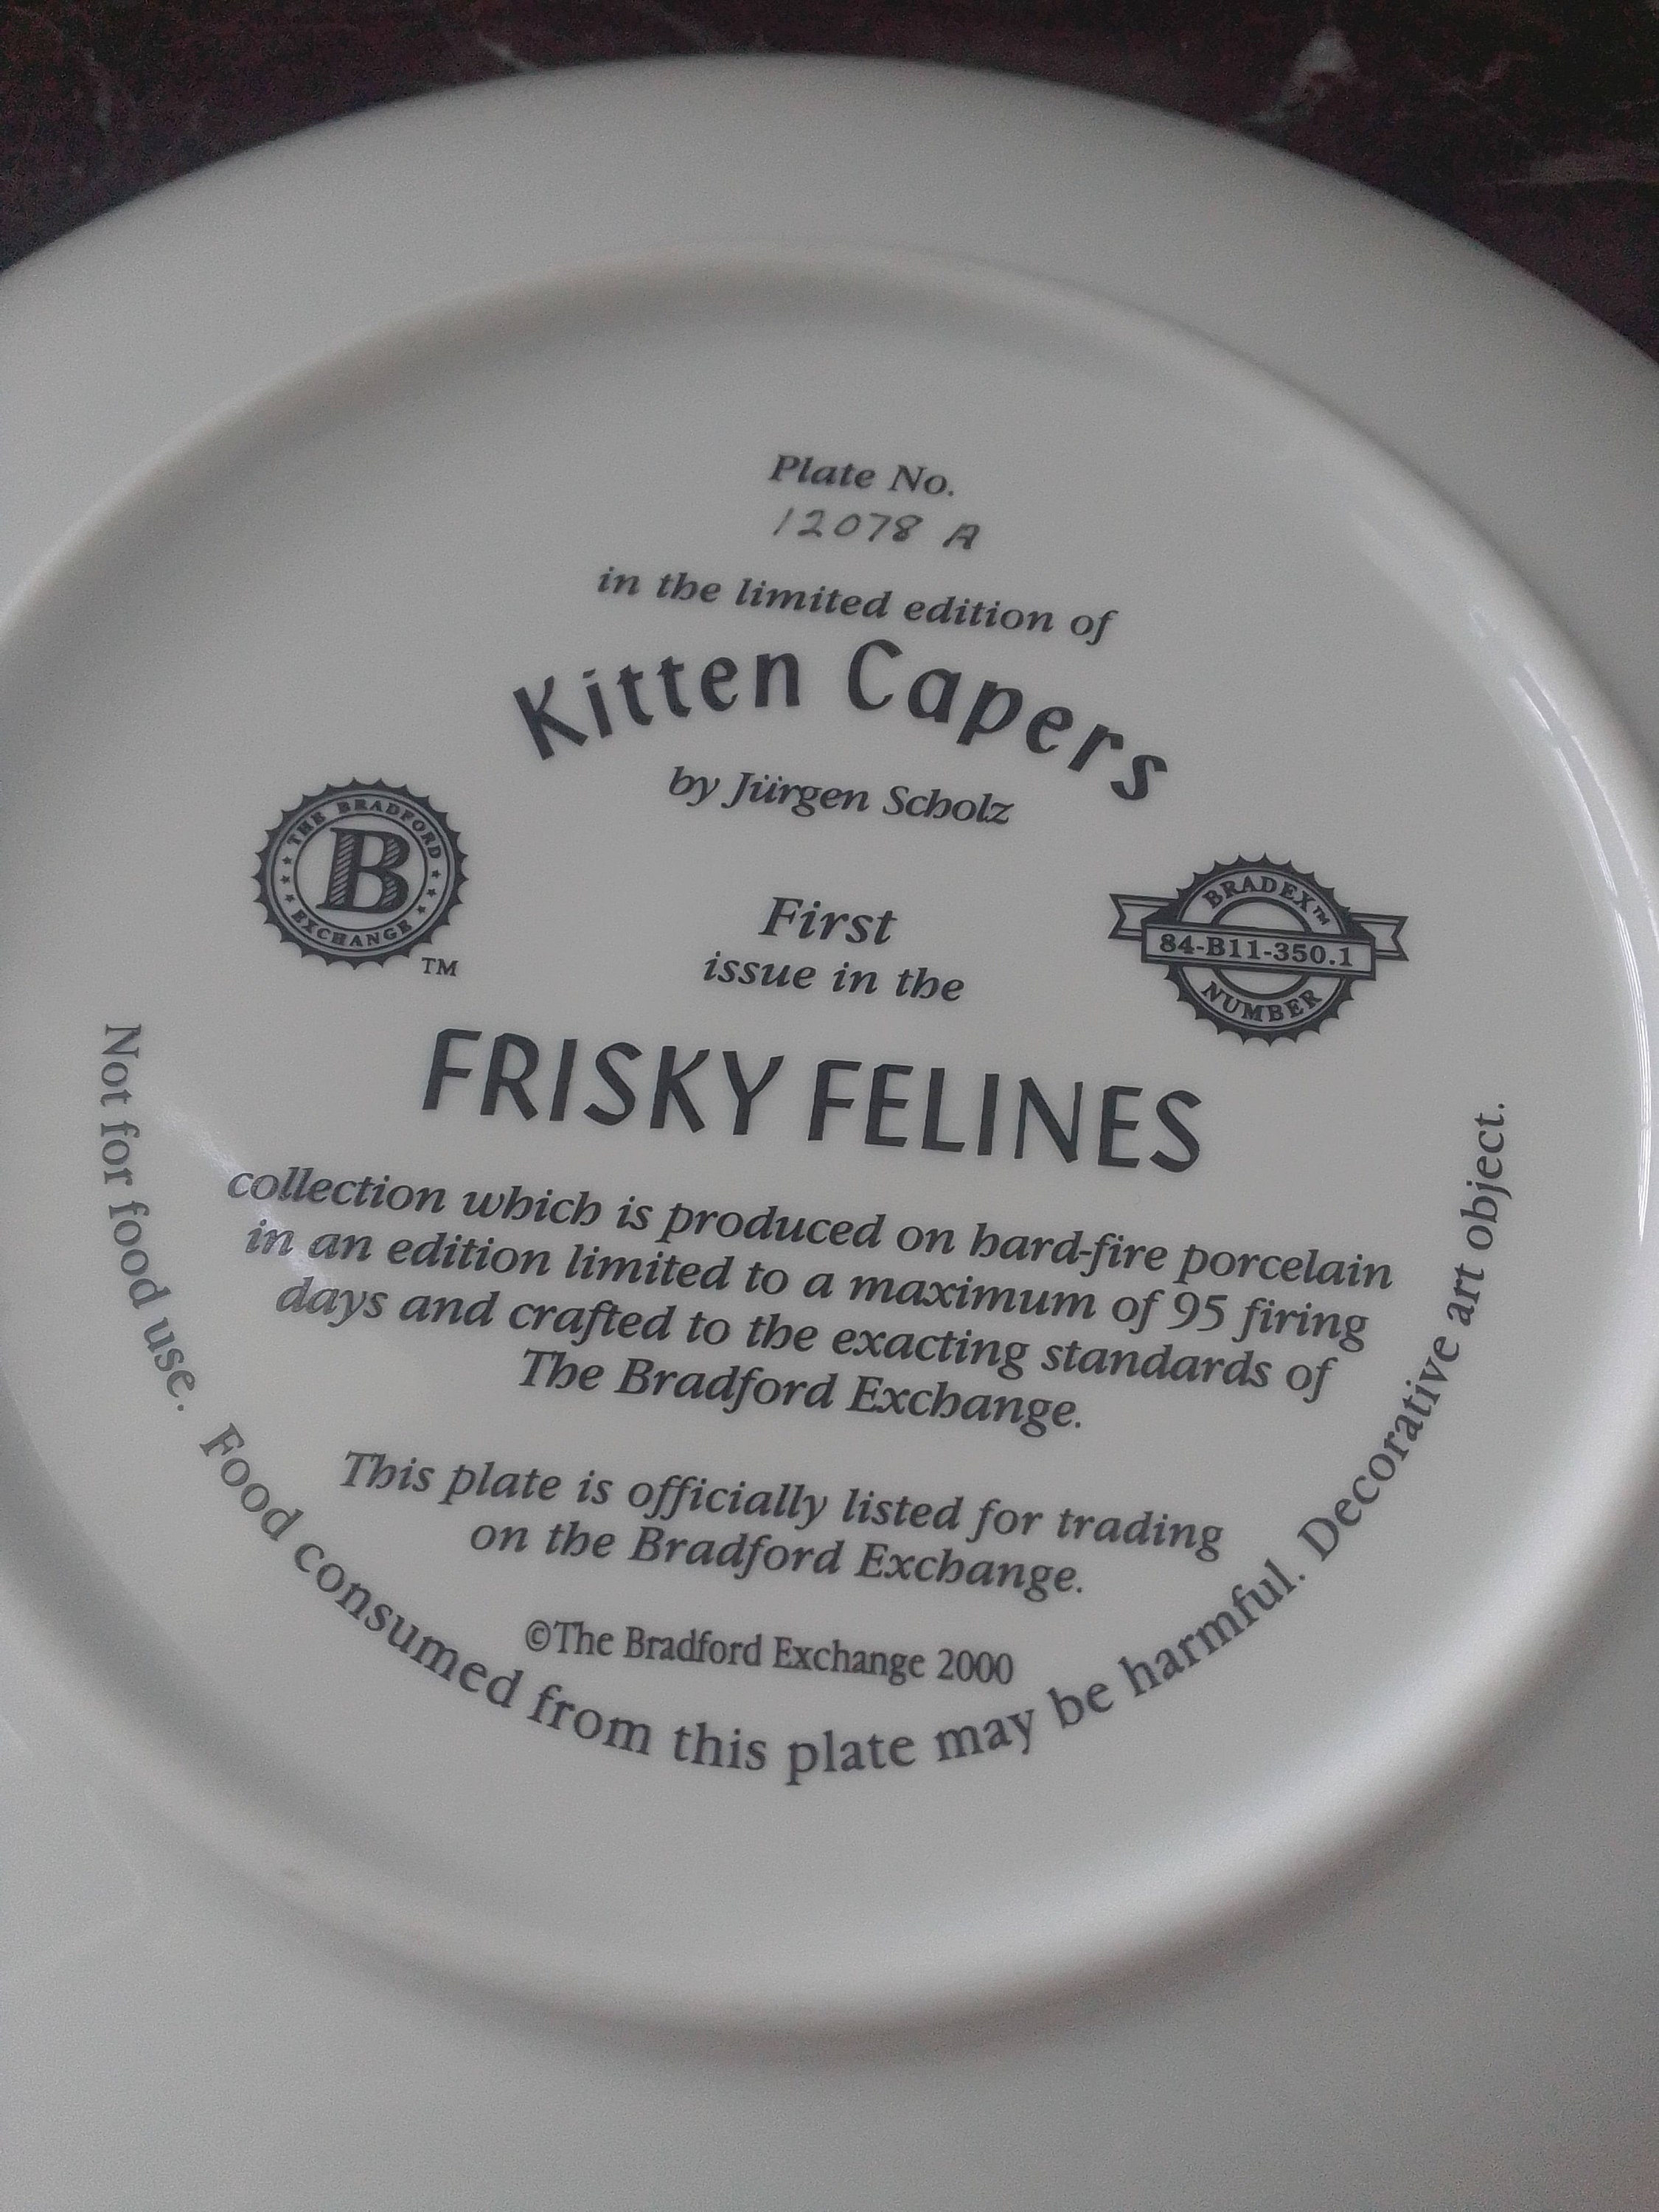 Plate No.
12078 A
in the limited edition of
Kitten Capers
by Jürgen Scholz
THE BRADFORD
B
EXCHANGE
TM
First
issue in the
BRADEX™
84-B11-350.1
NUMBER
FRISKY FELINES
collection which is produced on hard-fire porcelain
in an edition limited to a maximum of 95 firing
days and crafted to the exacting standards of
The Bradford Exchange.
This plate is officially listed for trading
on the Bradford Exchange.
©The Bradford Exchange 2000
Not for food use. Food consumed from this plate may be harmful. Decorative art object.